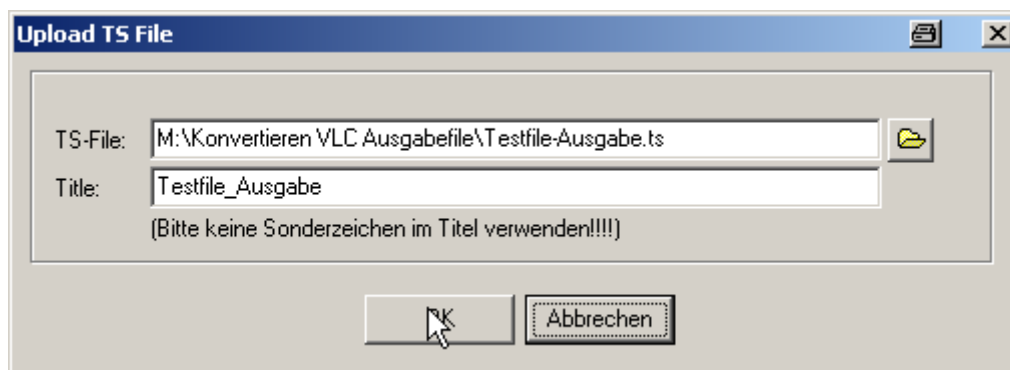 Upload TS File
TS-File: M:\Konvertieren VLC Ausgabefile\Testfile-Ausgabe.ts
Title: Testfile_Ausgabe
(Bitte keine Sonderzeichen im Titel verwenden!!!!)
OK Abbrechen